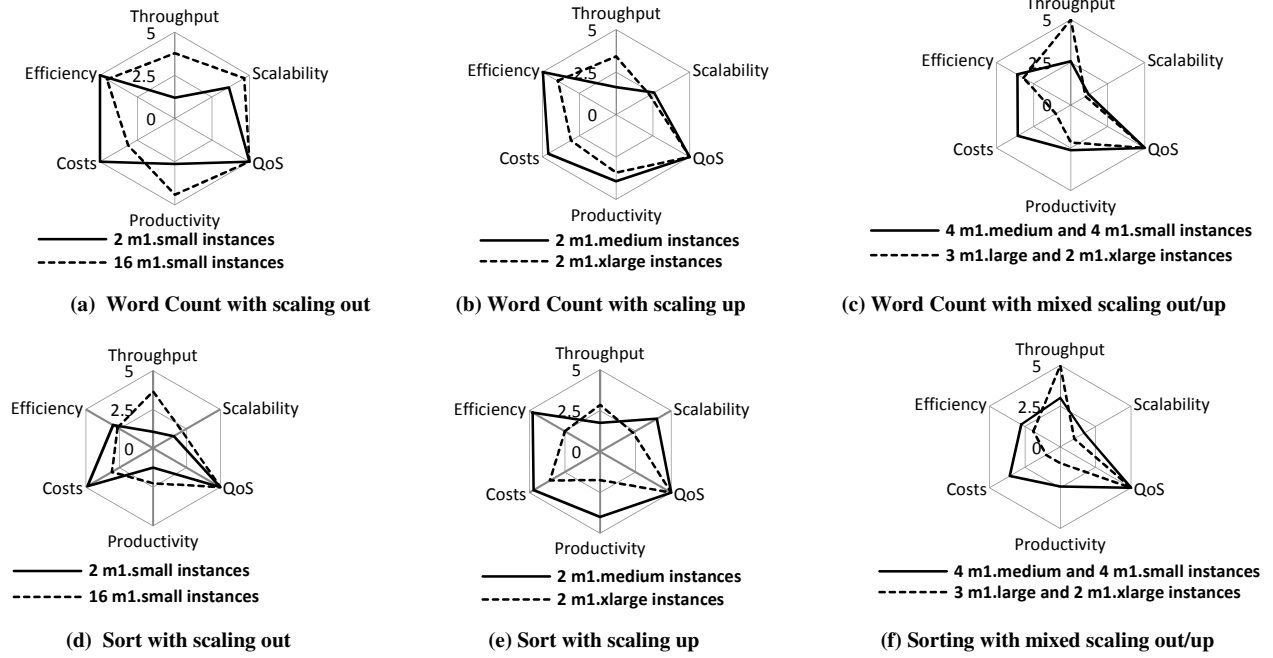 Throughput
5
Efficiency
2.5
Scalability
0
Costs
QoS
Productivity
2 m1.small instances
16 m1.small instances
(a) Word Count with scaling out
Throughput
5
Efficiency
2.5
Scalability
0
Costs
QoS
Productivity
2 m1.medium instances
2 m1.xlarge instances
(b) Word Count with scaling up
Throughput
5
Efficiency
2.5
Scalability
0
Costs
QoS
Productivity
4 m1.medium and 4 m1.small instances
3 m1.large and 2 m1.xlarge instances
(c) Word Count with mixed scaling out/up
Throughput
5
Efficiency
2.5
Scalability
0
Costs
QoS
Productivity
2 m1.small instances
16 m1.small instances
(d) Sort with scaling out
Throughput
5
Efficiency
2.5
Scalability
0
Costs
QoS
Productivity
2 m1.medium instances
2 m1.xlarge instances
(e) Sort with scaling up
Throughput
5
Efficiency
2.5
Scalability
0
Costs
QoS
Productivity
4 m1.medium and 4 m1.small instances
3 m1.large and 2 m1.xlarge instances
(f) Sorting with mixed scaling out/up